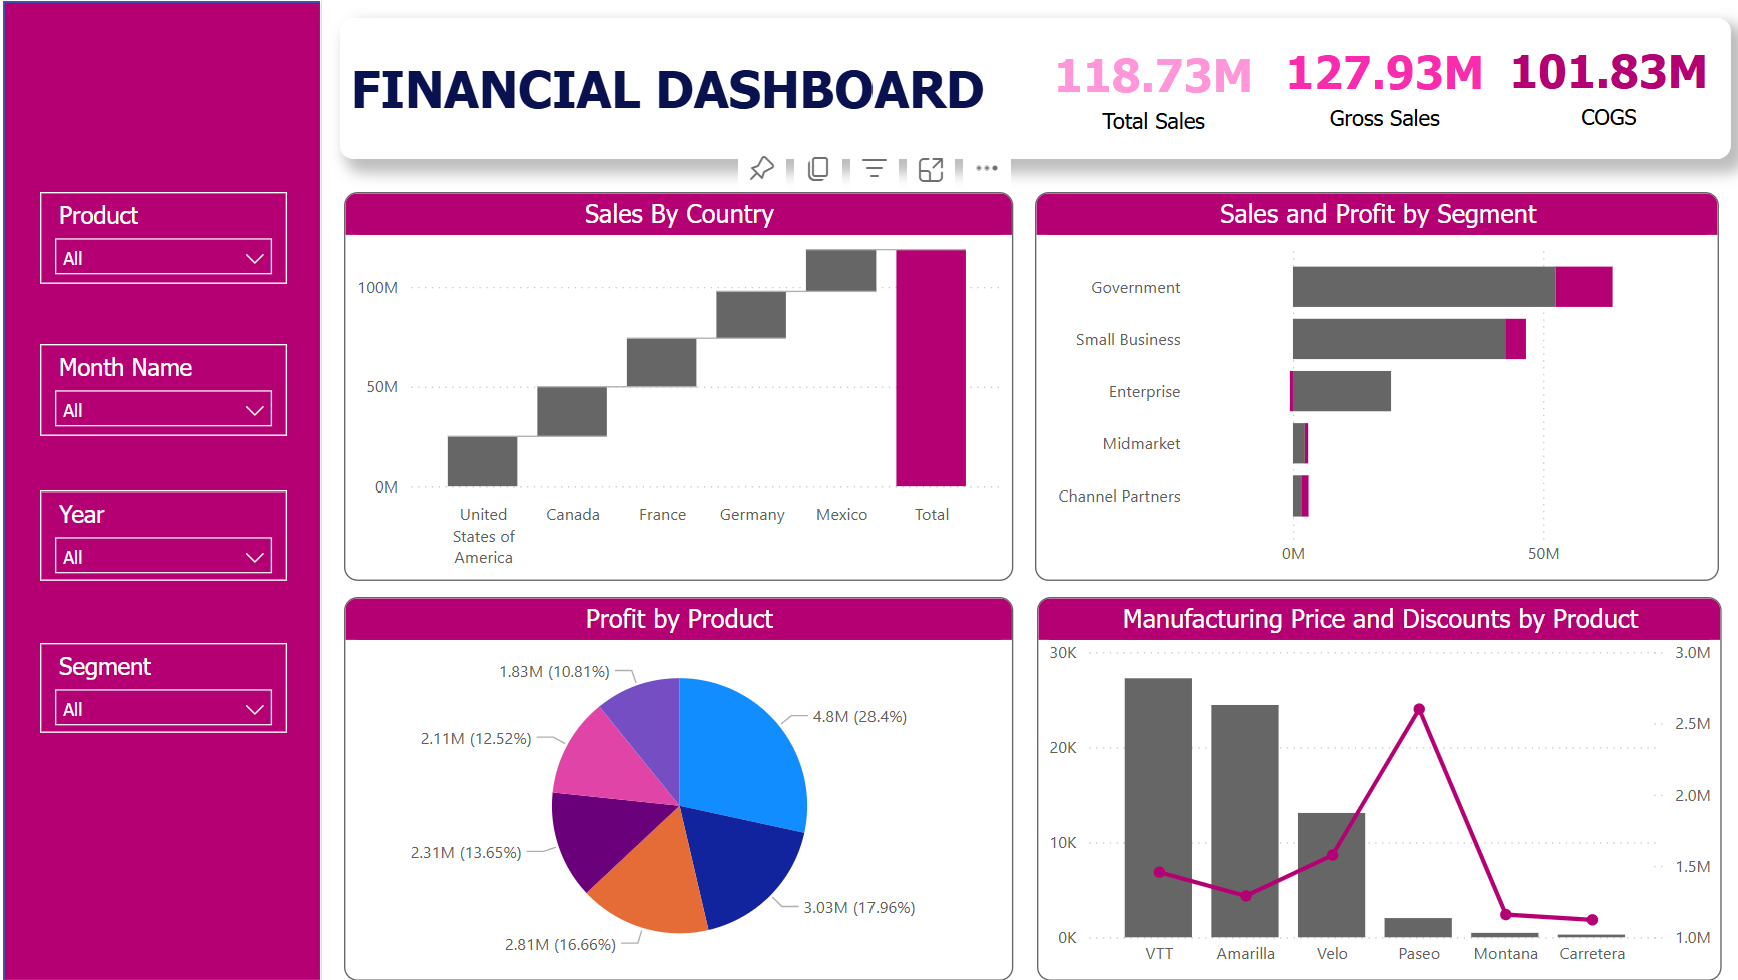 FINANCIAL DASHBOARD
118.73M
Total Sales
127.93M
Gross Sales
101.83M
COGS
Product
All
Month Name
All
Year
All
Segment
All
Sales By Country
100M
50M
0M
United
States of
America
Canada
France
Germany
Mexico
Total
Sales and Profit by Segment
Government
Small Business
Enterprise
Midmarket
Channel Partners
0M
50M
Profit by Product
1.83M (10.81%)
4.8M (28.4%)
2.11M (12.52%)
2.31M (13.65%)
3.03M (17.96%)
2.81M (16.66%)
Manufacturing Price and Discounts by Product
30K
20K
10K
0K
3.0M
2.5M
2.0M
1.5M
1.0M
VTT
Amarilla
Velo
Paseo
Montana
Carretera